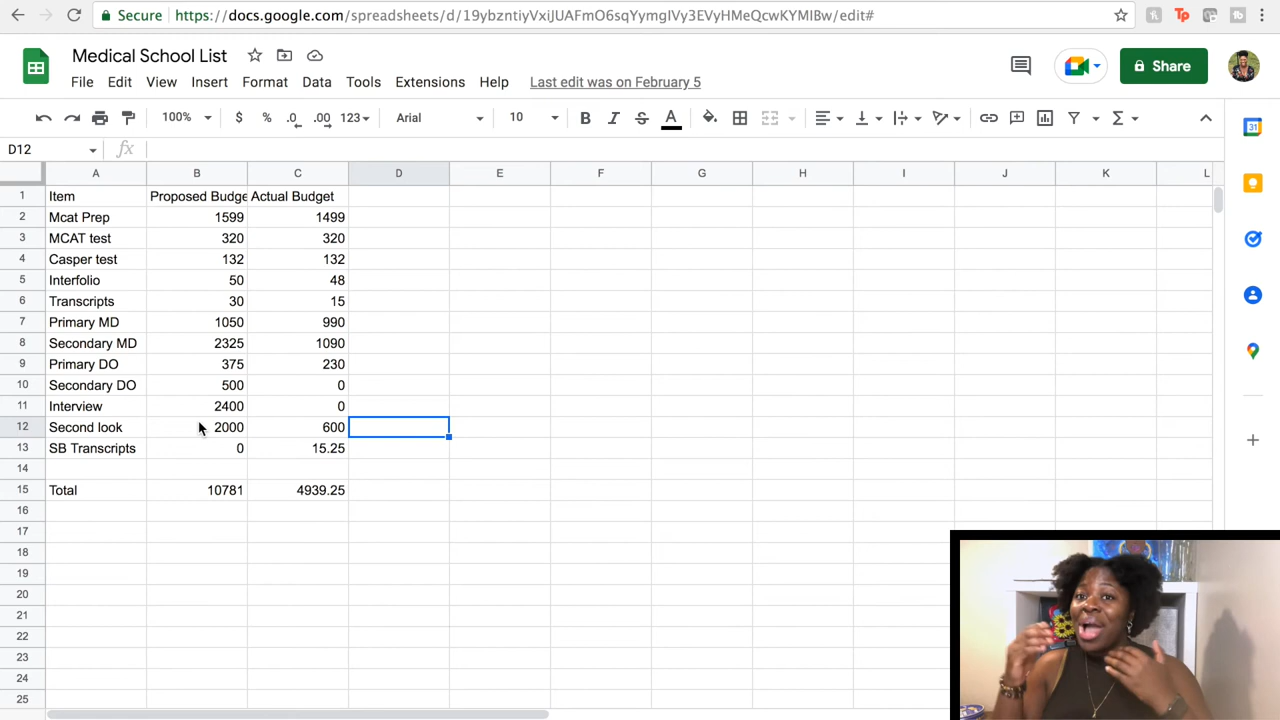 Secure https://docs.google.com/spreadsheets/d/19ybzntiyVxiJUAFmO6sqYymgIVy3EVyHMeQcwKYMIBw/edit#
Medical School List
File Edit View Insert Format Data Tools Extensions Help Last edit was on February 5
Share
100% $ % .0 .00 123 Arial 10 B I S A
D12 fx
A B C D E F G H I J K L
1 Item Proposed Budge Actual Budget
2 Mcat Prep 1599 1499
3 MCAT test 320 320
4 Casper test 132 132
5 Interfolio 50 48
6 Transcripts 30 15
7 Primary MD 1050 990
8 Secondary MD 2325 1090
9 Primary DO 375 230
10 Secondary DO 500 0
11 Interview 2400 0
12 Second look 2000 600
13 SB Transcripts 0 15.25
14
15 Total 10781 4939.25
16
17
18
19
20
21
22
23
24
25